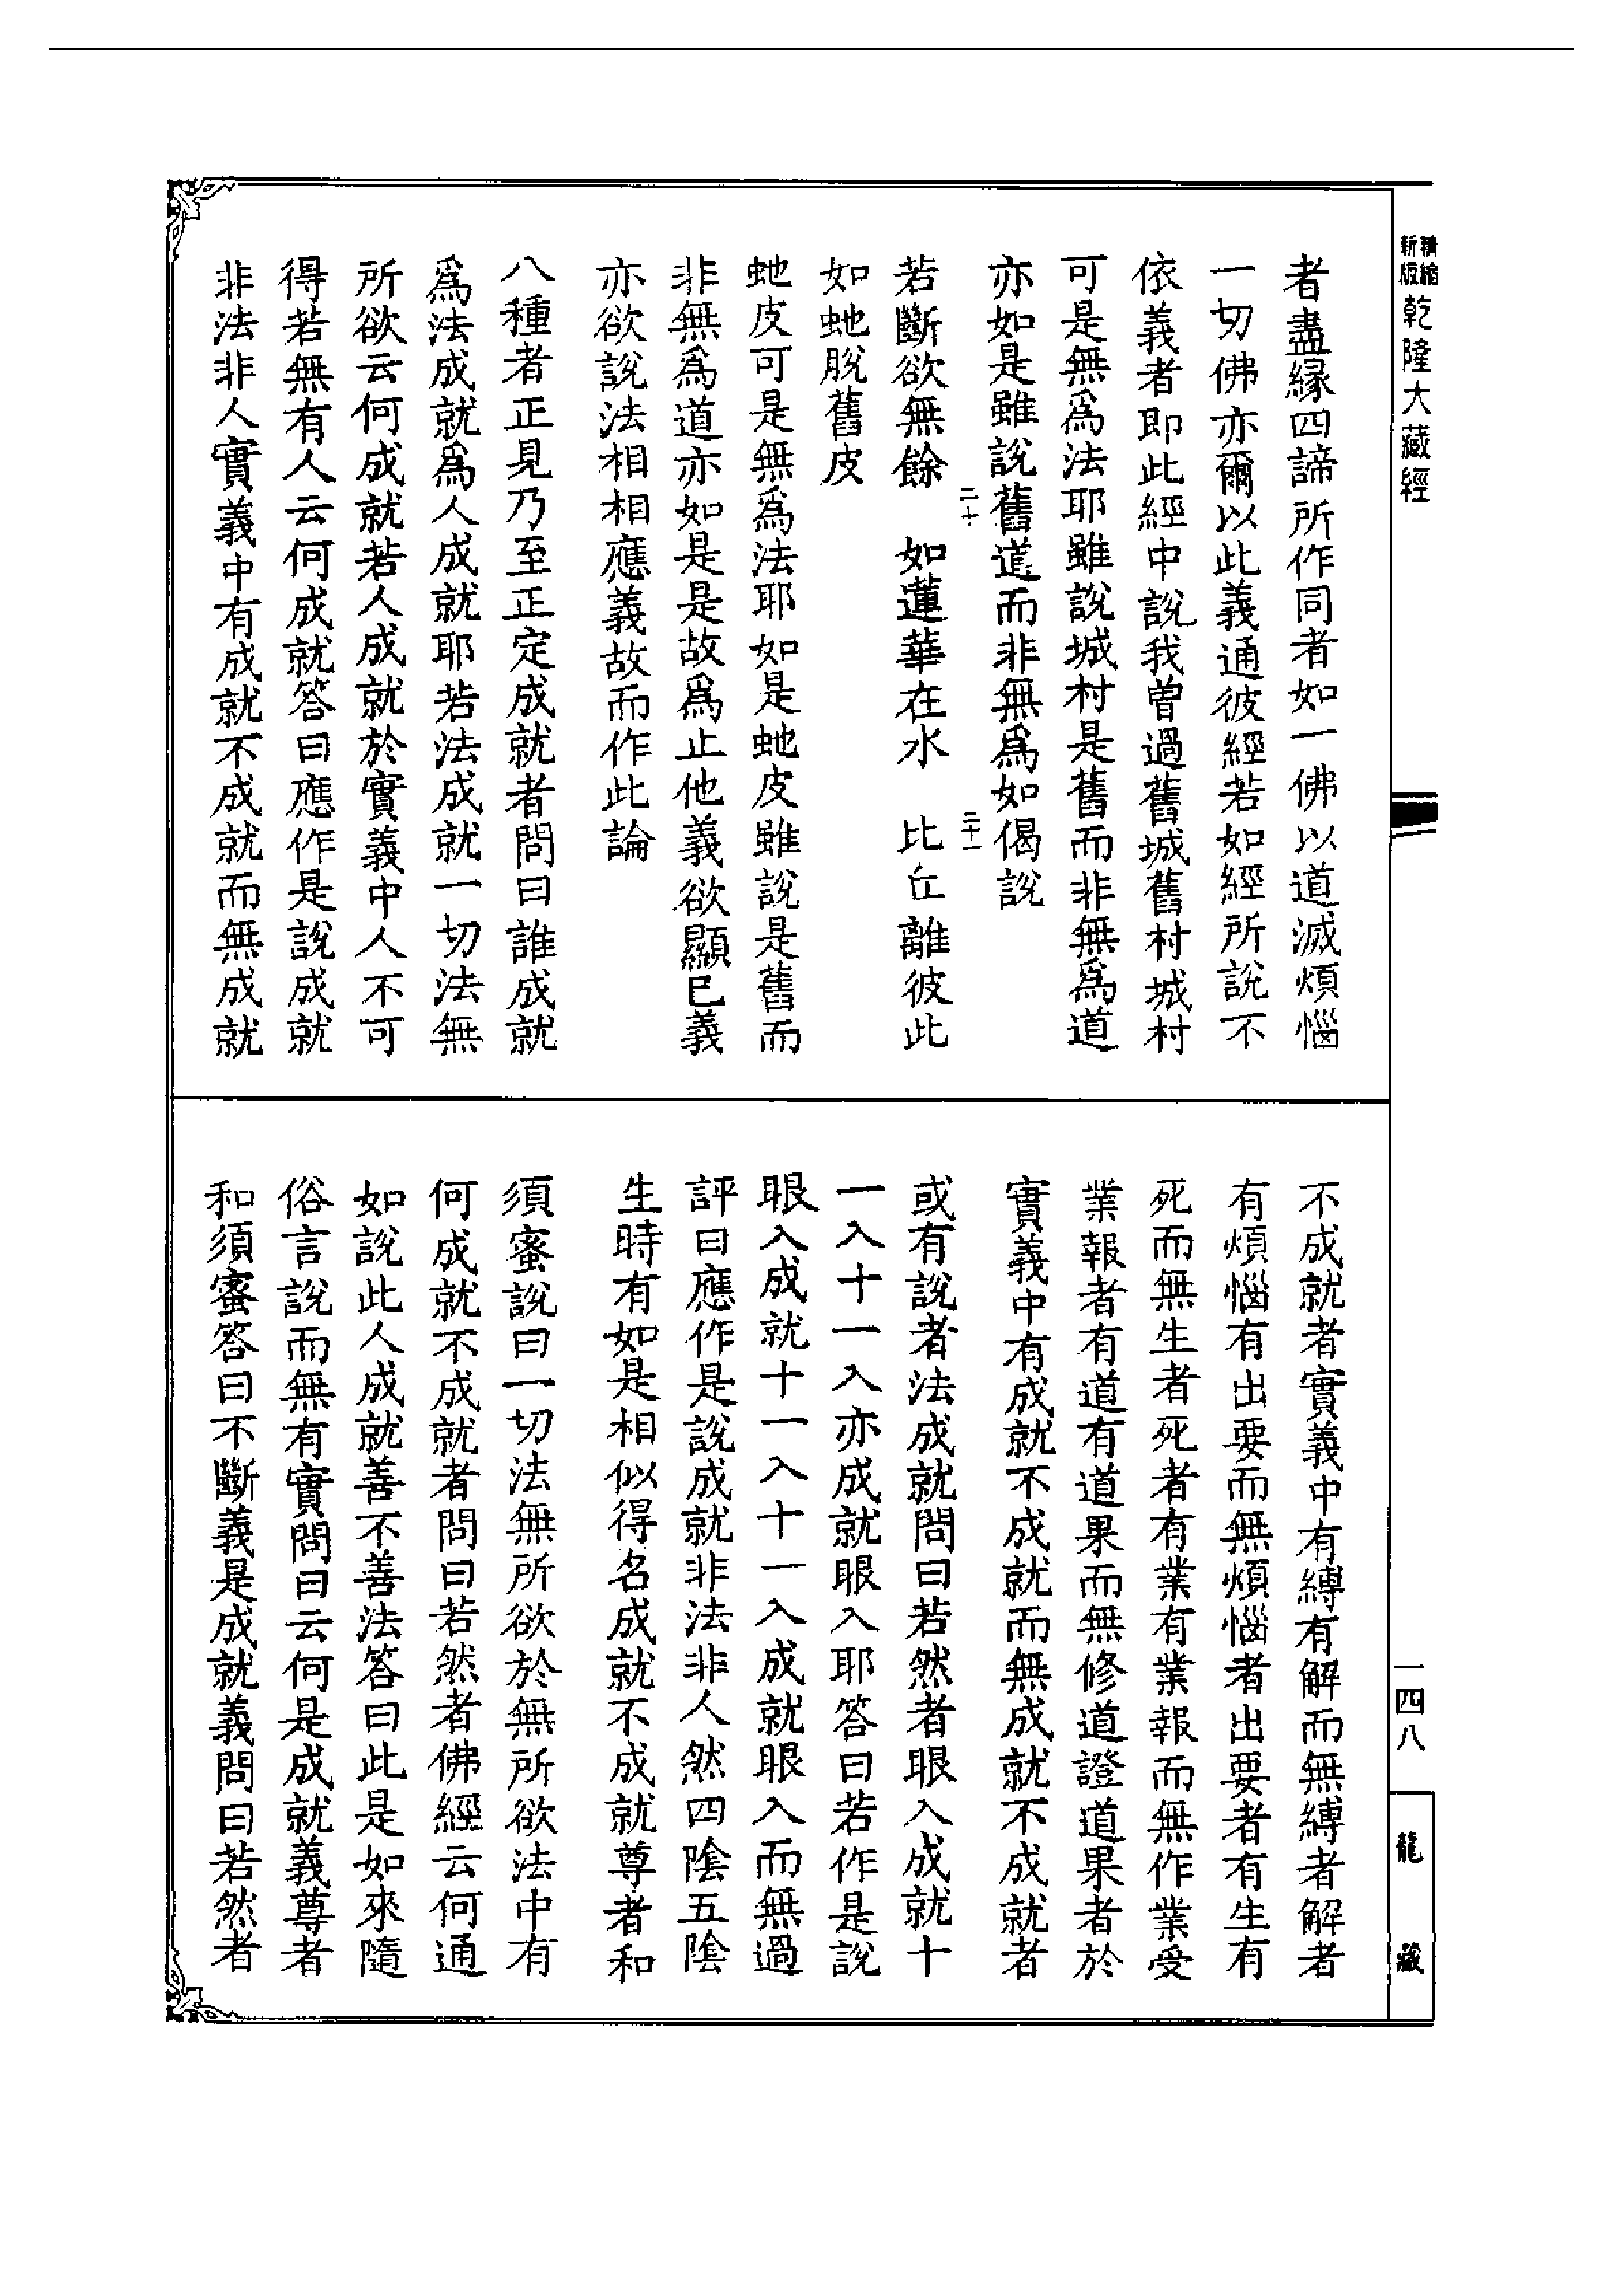 精縮新版乾隆大藏經
者盡緣四諦所作同者如一佛以道滅煩惱
一切佛亦爾以此義通彼經若如經所說不
依義者即此經中說我曾過舊城舊村城村
可是無為法耶雖說城村是舊而非無為道
亦如是雖說舊道而非無為如偈說
二十
二十一
若斷欲無餘　如蓮華在水　比丘離彼此
如虵脫舊皮
虵皮可是無為法耶如是虵皮雖說是舊而
非無為道亦如是是故為止他義欲顯已義
亦欲說法相相應義故而作此論
八種者正見乃至正定成就者問曰誰成就
為法成就為人成就耶若法成就一切法無
所欲云何成就若人成就於實義中人不可
得若無有人云何成就答曰應作是說成就
非法非人實義中有成就不成就而無成就
不成就者實義中有縛有解而無縛者解者
有煩惱有出要而無煩惱者出要者有生有
死而無生者死者有業有業報而無作業受
業報者有道有道果而無修道證道果者於
實義中有成就不成就而無成就不成就者
或有說者法成就問曰若然者眼入成就十
一入十一入亦成就眼入耶答曰若作是說
眼入成就十一入十一入成就眼入而無過
評曰應作是說成就非法非人然四陰五陰
生時有如是相似得名成就不成就尊者和
須蜜說曰一切法無所欲於無所欲法中有
何成就不成就者問曰若然者佛經云何通
如說此人成就善不善法答曰此是如來隨
俗言說而無有實問曰云何是成就義尊者
和須蜜答曰不斷義是成就義問曰若然者
一四八
龍藏